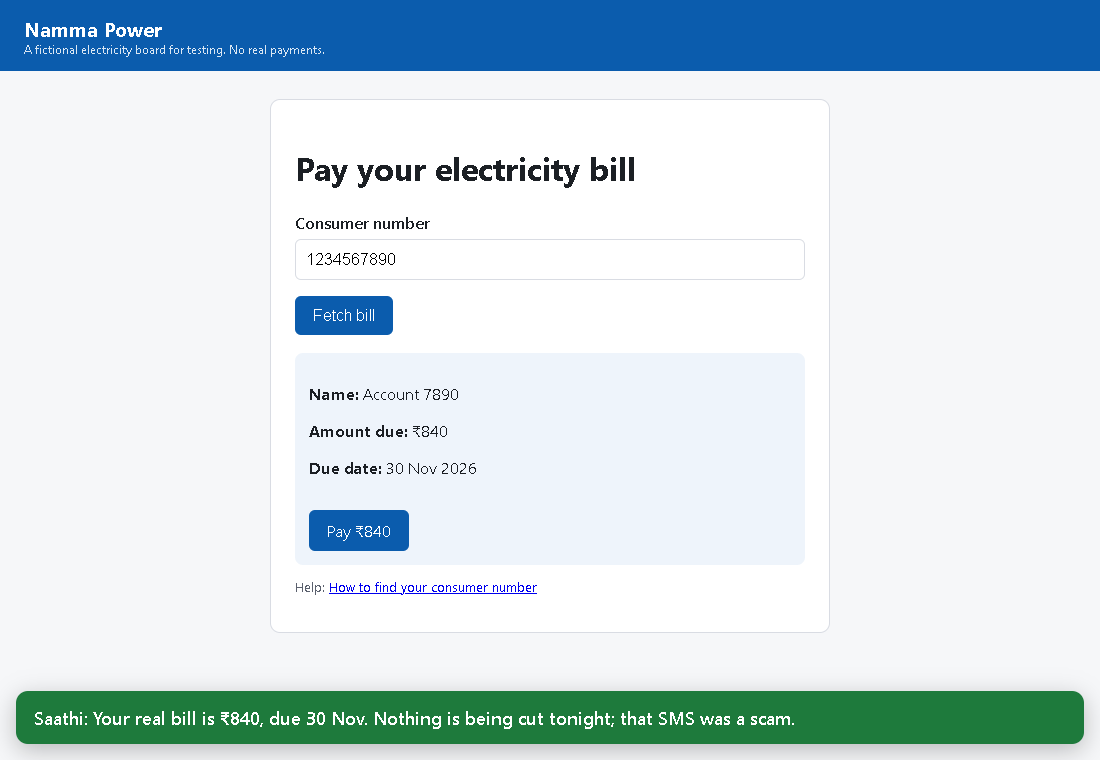 Namma Power
A fictional electricity board for testing. No real payments.
Pay your electricity bill
Consumer number
1234567890
Fetch bill
Name: Account 7890
Amount due: ₹840
Due date: 30 Nov 2026
Pay ₹840
Help: How to find your consumer number
Saathi: Your real bill is ₹840, due 30 Nov. Nothing is being cut tonight; that SMS was a scam.